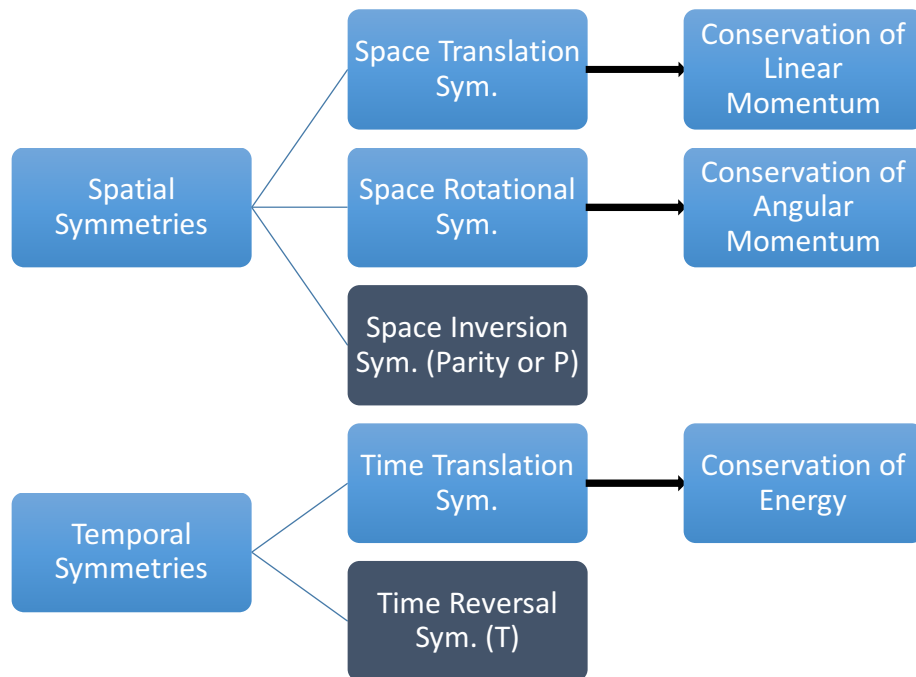 Spatial
Symmetries
Space Translation
Sym.
Conservation of
Linear
Momentum
Space Rotational
Sym.
Conservation of
Angular
Momentum
Space Inversion
Sym. (Parity or P)
Temporal
Symmetries
Time Translation
Sym.
Conservation of
Energy
Time Reversal
Sym. (T)